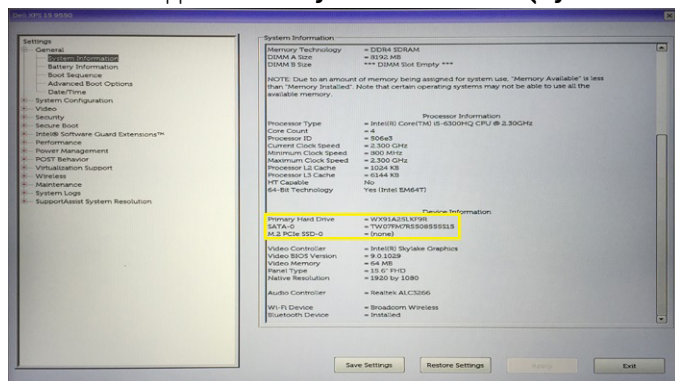 Dell XPS 15 9550
Settings
General
System Information
Battery Information
Boot Sequence
Advanced Boot Options
Date/Time
System Configuration
Video
Security
Secure Boot
Intel® Software Guard Extensions™
Performance
Power Management
POST Behavior
Virtualization Support
Wireless
Maintenance
System Logs
SupportAssist System Resolution
System Information
Memory Technology = DDR4 SDRAM
DIMM A Size = 8192 MB
DIMM B Size *** DIMM Slot Empty ***
NOTE: Due to an amount of memory being assigned for system use, "Memory Available" is less
than "Memory Installed". Note that certain operating systems may not be able to use all the
available memory.
Processor Information
Processor Type = Intel(R) Core(TM) i5-6300HQ CPU @ 2.30GHz
Core Count = 4
Processor ID = 506e3
Current Clock Speed = 2.300 GHz
Minimum Clock Speed = 800 MHz
Maximum Clock Speed = 2.300 GHz
Processor L2 Cache = 1024 KB
Processor L3 Cache = 6144 KB
HT Capable No
64-Bit Technology Yes (Intel EM64T)
Device Information
Primary Hard Drive
SATA-0
M.2 PCIe SSD-0 = (none)
Video Controller = Intel(R) Skylake Graphics
Video BIOS Version = 9.0.1029
Video Memory = 64 MB
Panel Type = 15.6" FHD
Native Resolution = 1920 by 1080
Audio Controller = Realtek ALC3266
Wi-Fi Device = Broadcom Wireless
Bluetooth Device = Installed
Save Settings Restore Settings Apply Exit